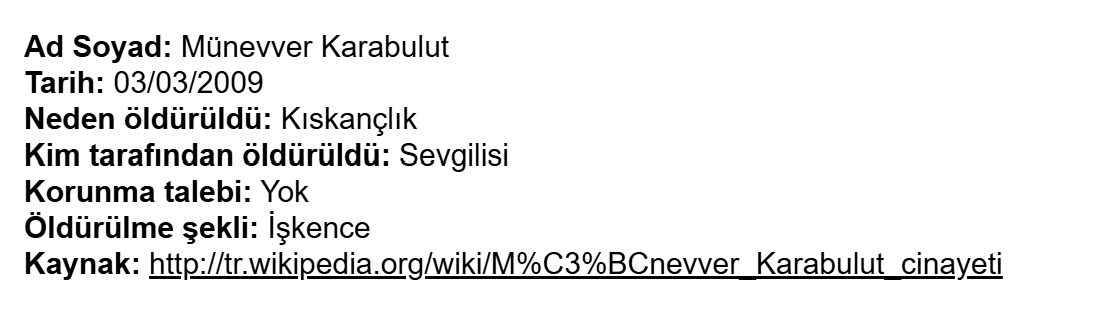 Ad Soyad: Münevver Karabulut
Tarih: 03/03/2009
Neden öldürüldü: Kıskançlık
Kim tarafından öldürüldü: Sevgilisi
Korunma talebi: Yok
Öldürülme şekli: İşkence
Kaynak: http://tr.wikipedia.org/wiki/M%C3%BCnevver_Karabulut_cinayeti